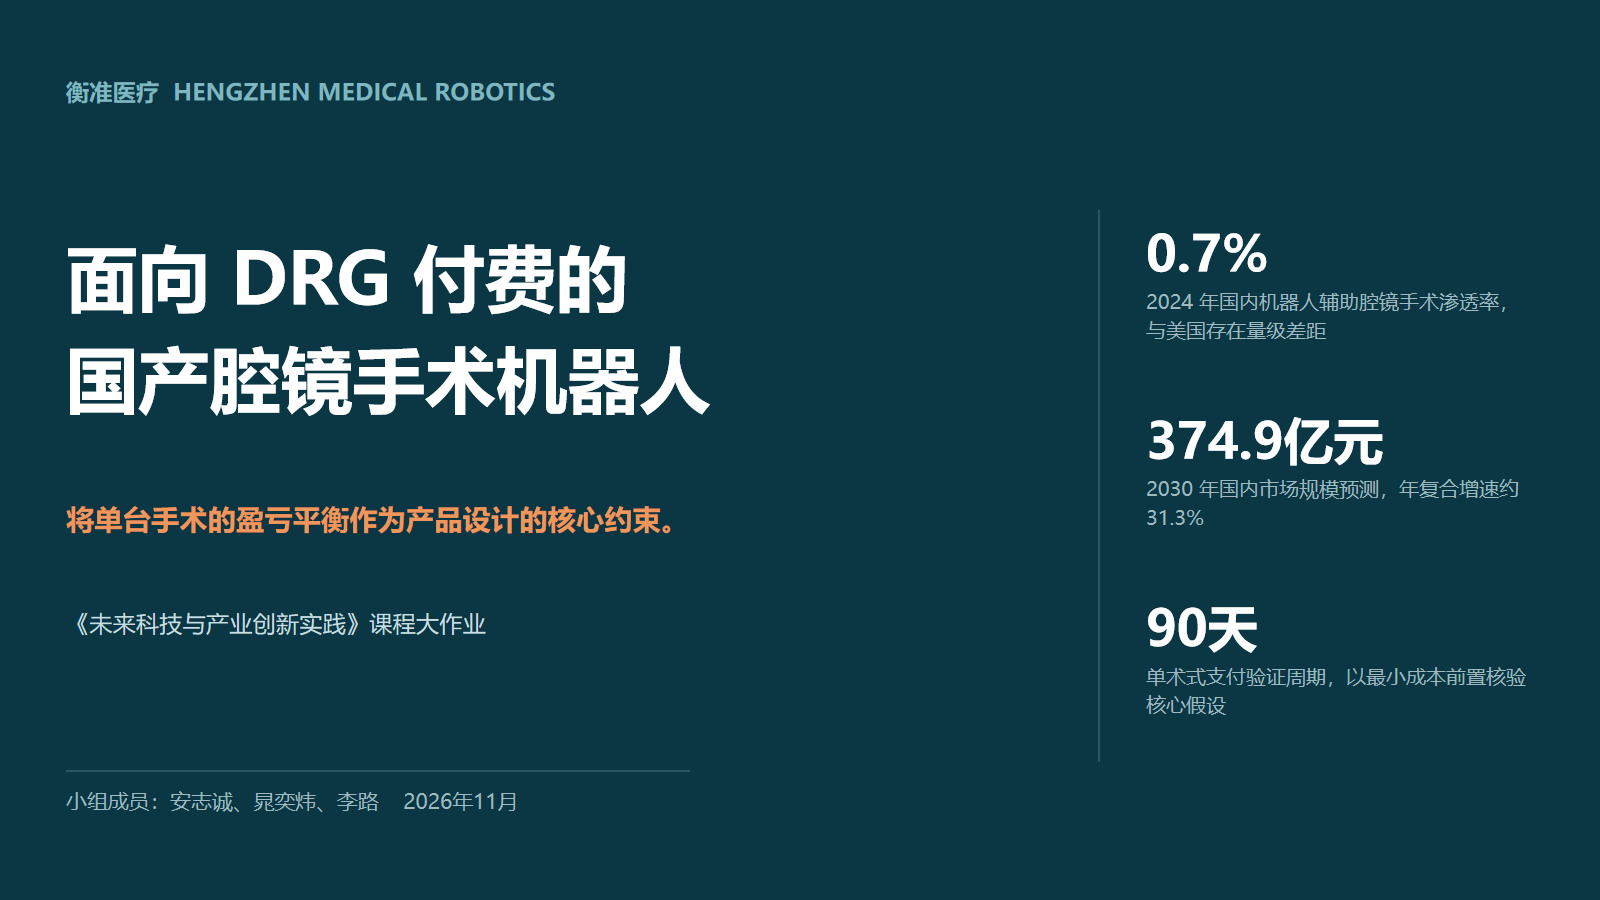 衡准医疗 HENGZHEN MEDICAL ROBOTICS
面向 DRG 付费的
国产腔镜手术机器人
将单台手术的盈亏平衡作为产品设计的核心约束。
《未来科技与产业创新实践》课程大作业
小组成员：安志诚、晁奕炜、李路 2026年11月
0.7%
2024 年国内机器人辅助腔镜手术渗透率，
与美国存在量级差距
374.9亿元
2030 年国内市场规模预测，年复合增速约
31.3%
90天
单术式支付验证周期，以最小成本前置核验
核心假设